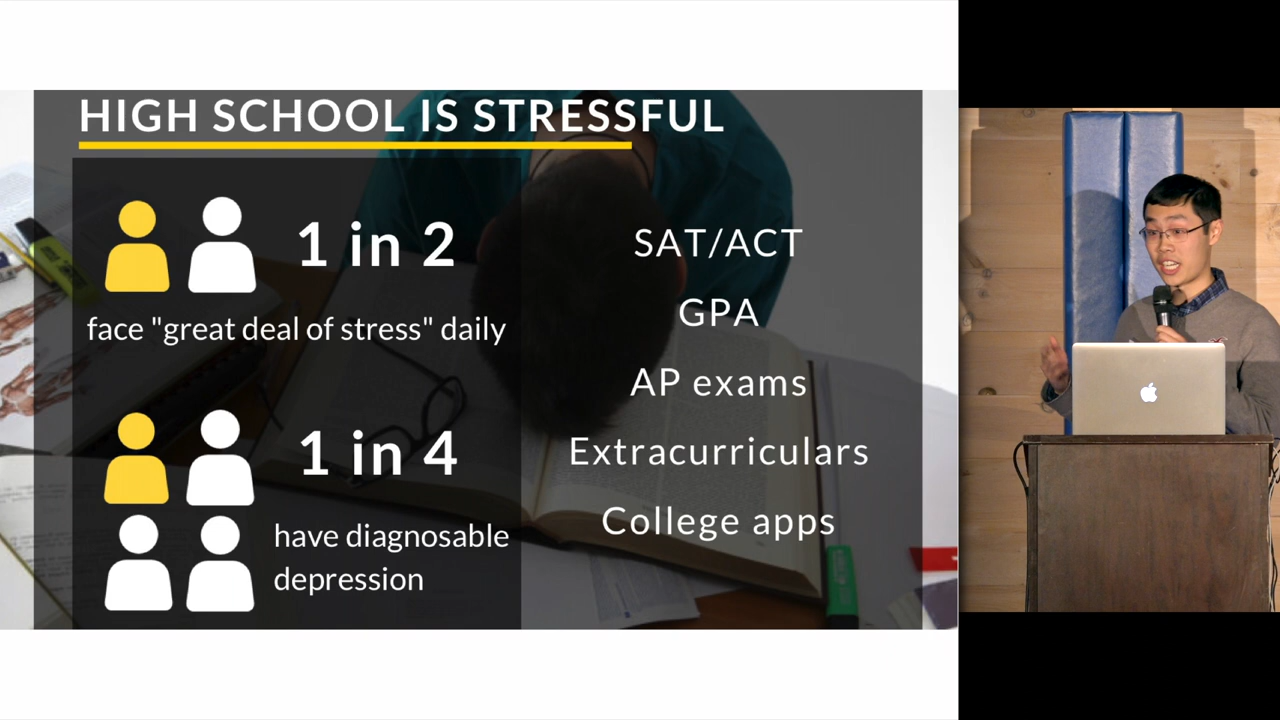 HIGH SCHOOL IS STRESSFUL
1 in 2
face "great deal of stress" daily
1 in 4
have diagnosable
depression
SAT/ACT
GPA
AP exams
Extracurriculars
College apps